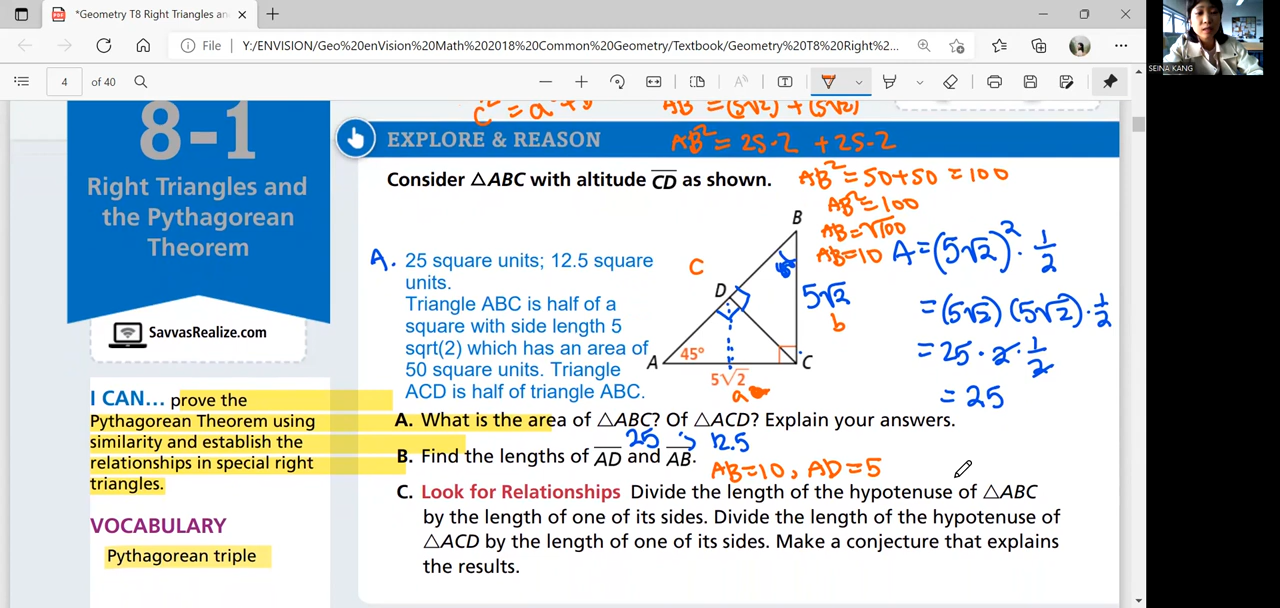 *Geometry T8 Right Triangles an
File
Y:/ENVISION/Geo%20enVision%20Math%202018%20Common%20Geometry/Textbook/Geometry%20T8%20Right%2...
SEINA KANG
4 of 40
8-1
Right Triangles and
the Pythagorean
Theorem
SavvasRealize.com
I CAN... prove the
Pythagorean Theorem using
similarity and establish the
relationships in special right
triangles.
VOCABULARY
Pythagorean triple
AB² = 25·2 + 25·2
EXPLORE & REASON
Consider △ABC with altitude CD as shown.
AB² = 50+50 = 100
AB² = 100
AB = √100
AB = 10
A. 25 square units; 12.5 square
units.
Triangle ABC is half of a
square with side length 5
sqrt(2) which has an area of
50 square units. Triangle
ACD is half of triangle ABC.
B
C
D
5√2
b
A
45°
C
5√2
a
A = (5√2)² · 1/2
= (5√2)(5√2) · 1/2
= 25 · 2 · 1/2
= 25
A. What is the area of △ABC? Of △ACD? Explain your answers.
25 12.5
B. Find the lengths of AD and AB.
AB = 10, AD = 5
C. Look for Relationships Divide the length of the hypotenuse of △ABC
by the length of one of its sides. Divide the length of the hypotenuse of
△ACD by the length of one of its sides. Make a conjecture that explains
the results.